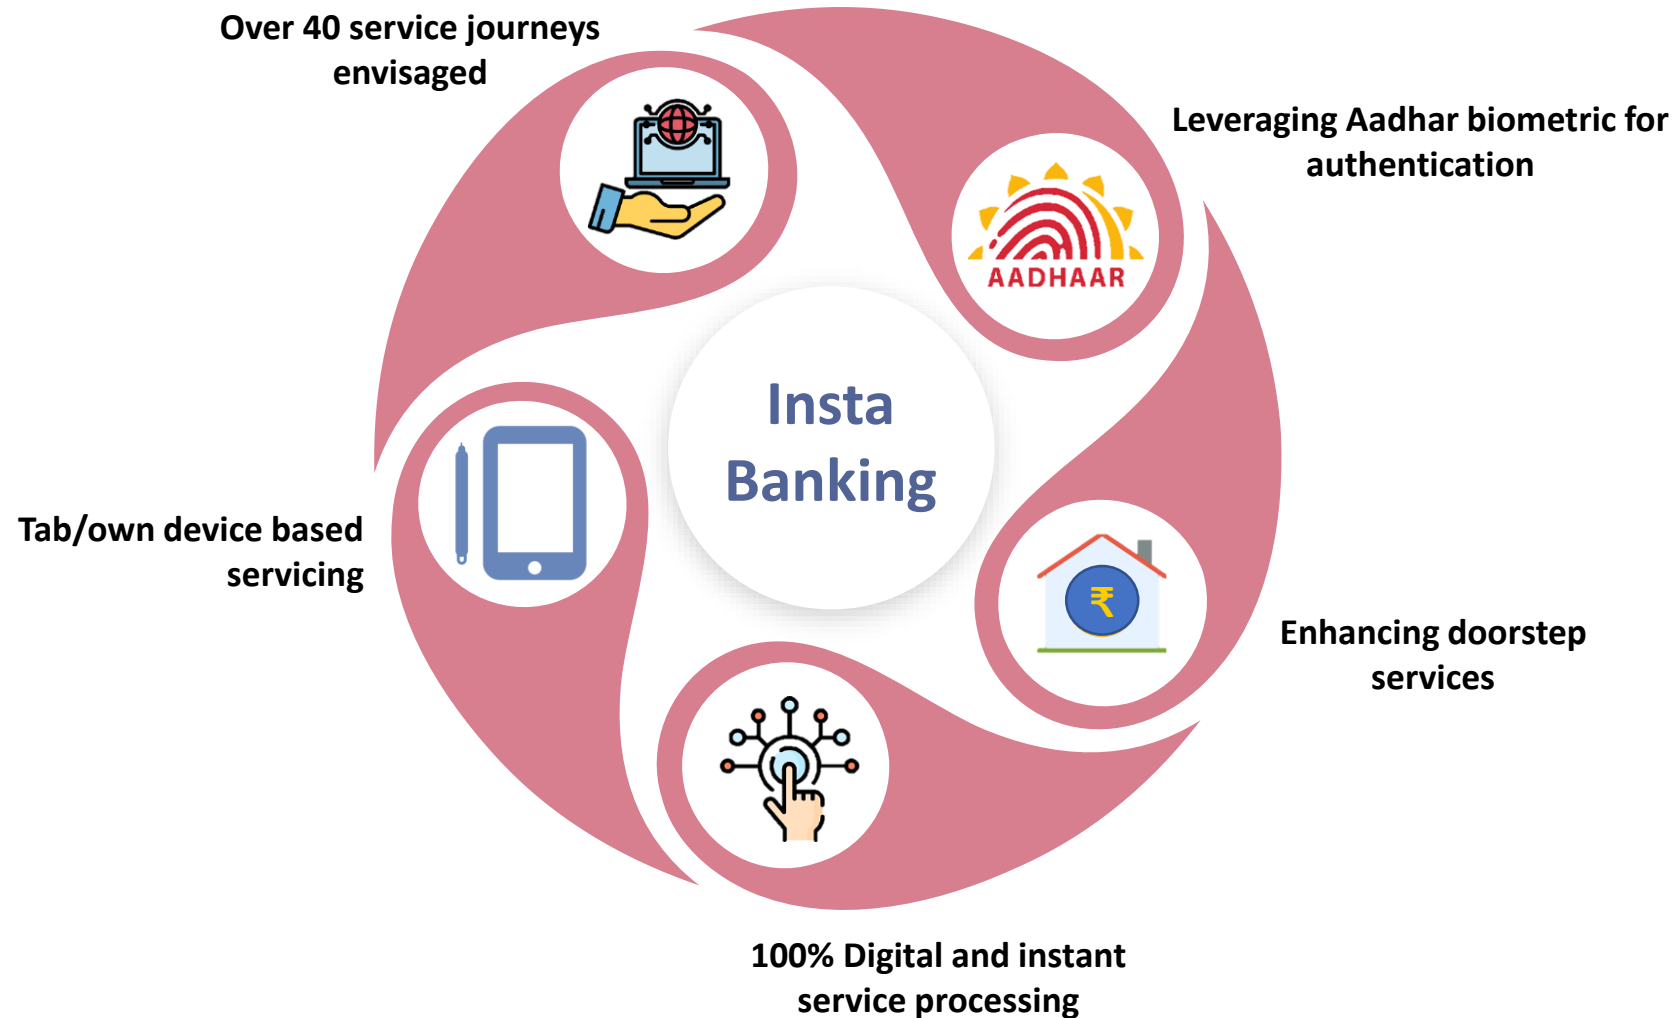 Over 40 service journeys
envisaged
Leveraging Aadhar biometric for
authentication
AADHAAR
Insta
Banking
Tab/own device based
servicing
₹
Enhancing doorstep
services
100% Digital and instant
service processing